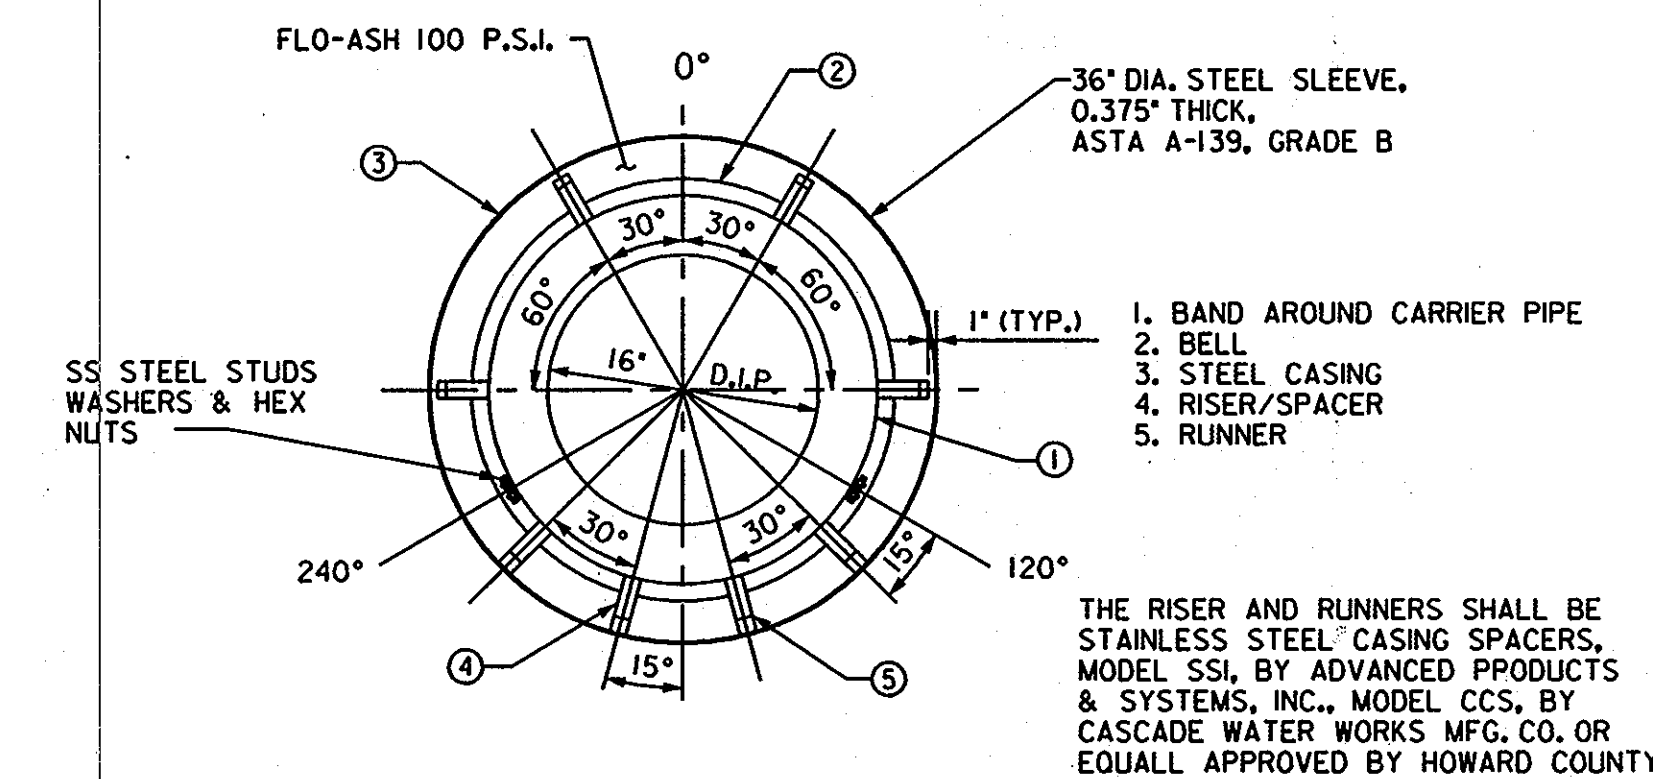 FLO-ASH 100 P.S.I.
0°
2
36" DIA. STEEL SLEEVE,
0.375" THICK,
ASTA A-139, GRADE B
3
30°
30°
60°
60°
1" (TYP.)
1. BAND AROUND CARRIER PIPE
2. BELL
3. STEEL CASING
4. RISER/SPACER
5. RUNNER
16"
D.I.P.
SS STEEL STUDS
WASHERS & HEX
NUTS
1
30°
30°
15°
240°
120°
4
15°
5
THE RISER AND RUNNERS SHALL BE
STAINLESS STEEL CASING SPACERS,
MODEL SSI, BY ADVANCED PPODUCTS
& SYSTEMS, INC., MODEL CCS, BY
CASCADE WATER WORKS MFG. CO. OR
EQUALL APPROVED BY HOWARD COUNTY